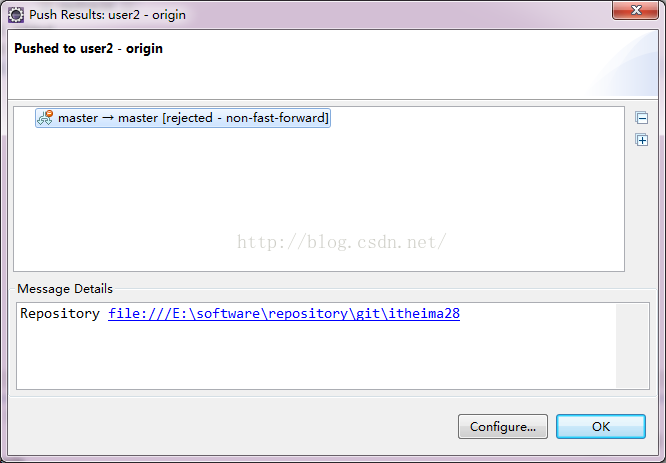 Push Results: user2 - origin
Pushed to user2 - origin
master → master [rejected - non-fast-forward]
http://blog.csdn.net/
Message Details
Repository file:///E:\software\repository\git\itheima28
Configure... OK